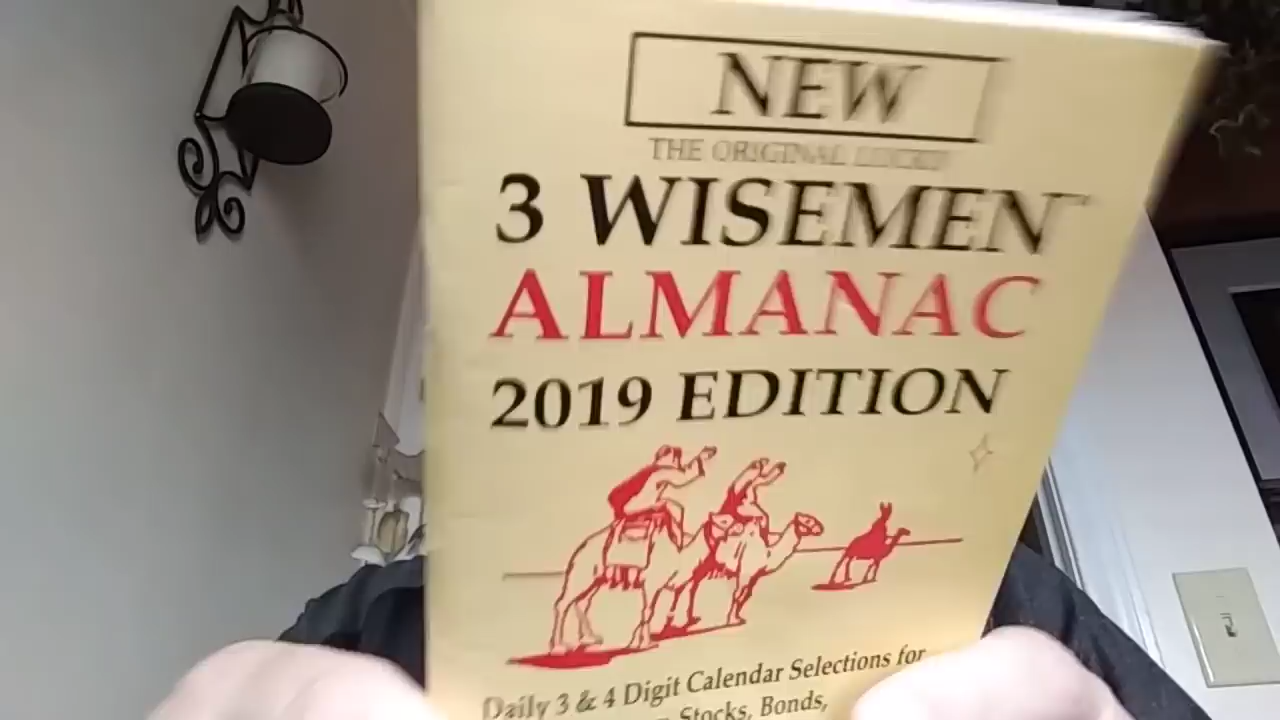 NEW
THE ORIGINAL
3 WISEMEN
ALMANAC
2019 EDITION
Daily 3 & 4 Digit Calendar Selections for
Stocks, Bonds,